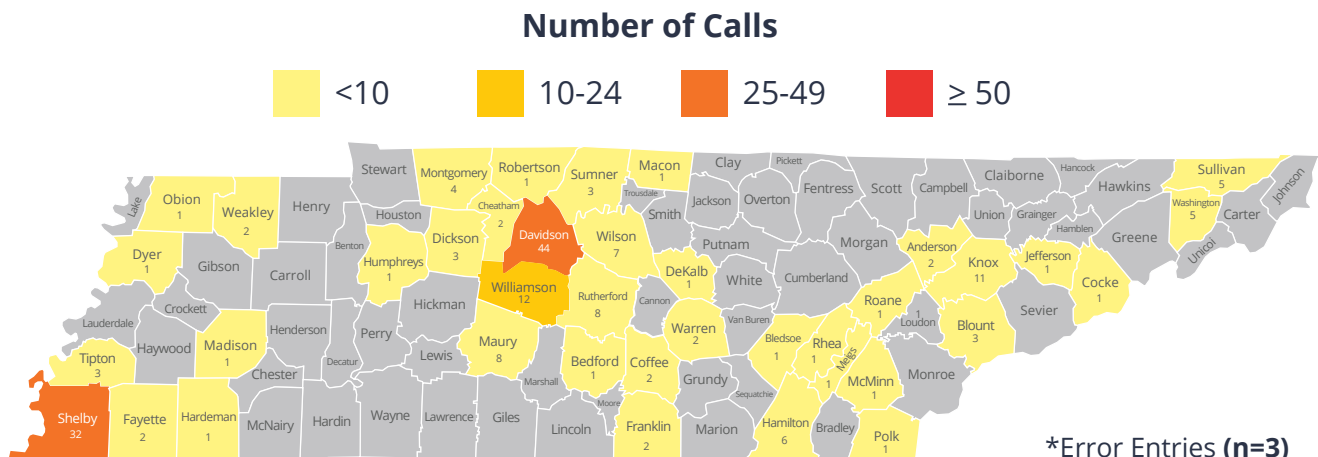 Number of Calls
<10
10-24
25-49
≥ 50
Stewart
Montgomery
4
Robertson
1
Sumner
3
Macon
1
Clay
Pickett
Claiborne
Hancock
Hawkins
Sullivan
5
Johnson
Lake
Obion
1
Weakley
2
Henry
Houston
Cheatham
2
Trousdale
Smith
Jackson
Overton
Fentress
Scott
Campbell
Union
Grainger
Hamblen
Greene
Washington
5
Carter
Unicoi
Dyer
1
Gibson
Carroll
Benton
Humphreys
1
Dickson
3
Davidson
44
Wilson
7
DeKalb
1
Putnam
White
Cumberland
Morgan
Anderson
2
Knox
11
Jefferson
1
Cocke
1
Lauderdale
Crockett
Haywood
Madison
1
Henderson
Decatur
Perry
Hickman
Williamson
12
Rutherford
8
Cannon
Warren
2
Van Buren
Bledsoe
1
Rhea
1
Meigs
1
Roane
1
1
Loudon
Blount
3
Sevier
Tipton
3
Chester
Lewis
Maury
8
Marshall
Bedford
1
Coffee
2
Grundy
Sequatchie
McMinn
1
Monroe
Shelby
32
Fayette
2
Hardeman
1
McNairy
Hardin
Wayne
Lawrence
Giles
Lincoln
Moore
Franklin
2
Marion
Hamilton
6
Bradley
Polk
1
*Error Entries (n=3)